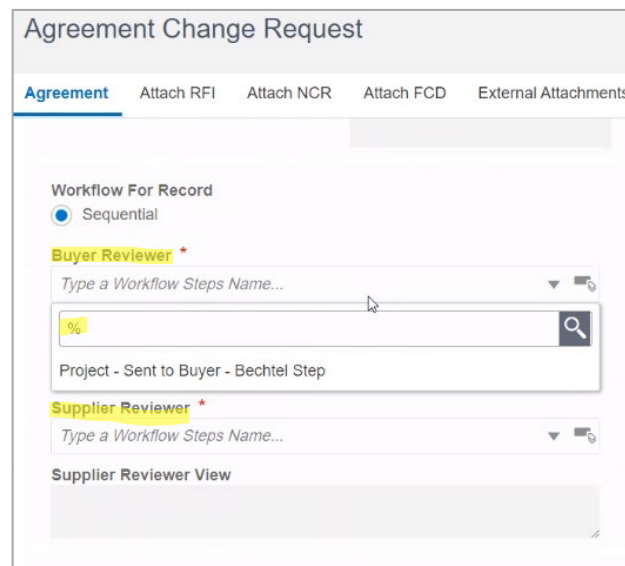 Agreement Change Request
Agreement Attach RFI Attach NCR Attach FCD External Attachments
Workflow For Record
Sequential
Buyer Reviewer *
Type a Workflow Steps Name...
%
Project - Sent to Buyer - Bechtel Step
Supplier Reviewer *
Type a Workflow Steps Name...
Supplier Reviewer View